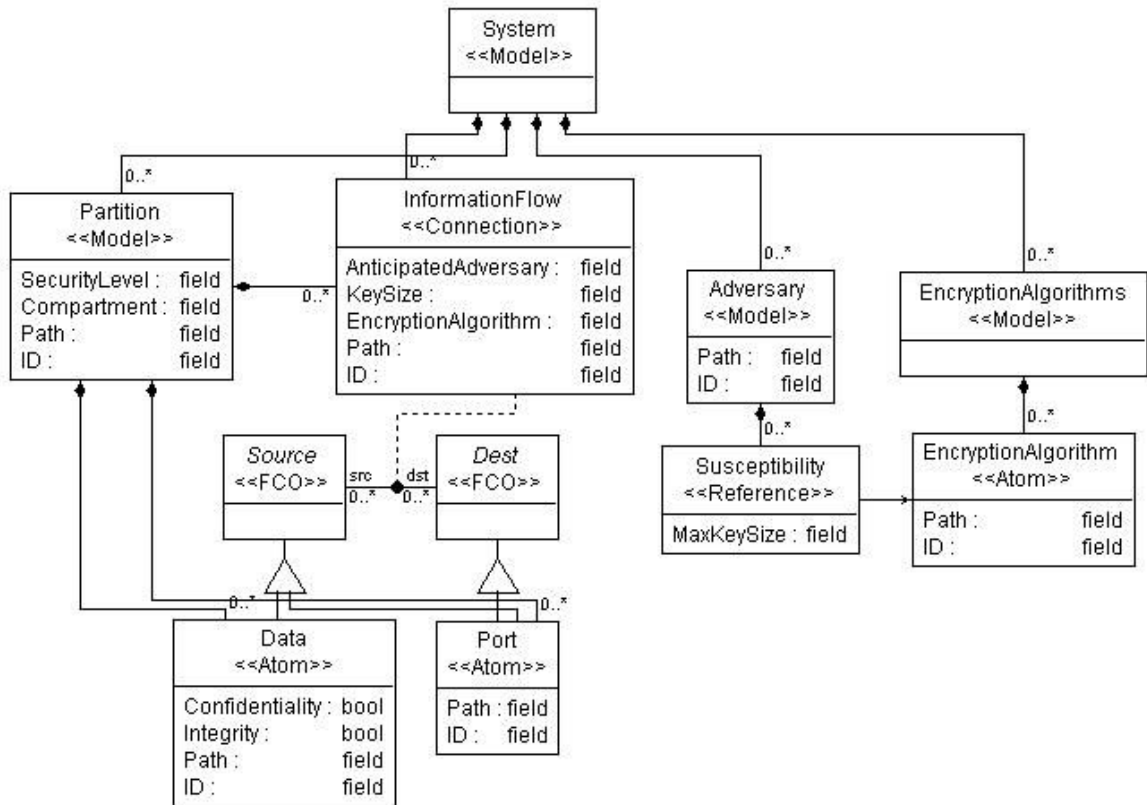 System
<<Model>>
0..*
0..*
Partition
<<Model>>
SecurityLevel : field
Compartment : field
Path : field
ID : field
0..*
InformationFlow
<<Connection>>
AnticipatedAdversary : field
KeySize : field
EncryptionAlgorithm : field
Path : field
ID : field
0..*
Adversary
<<Model>>
Path : field
ID : field
0..*
EncryptionAlgorithms
<<Model>>
0..*
Susceptibility
<<Reference>>
MaxKeySize : field
0..*
EncryptionAlgorithm
<<Atom>>
Path : field
ID : field
Source
<<FCO>>
src
0..*
dst
0..*
Dest
<<FCO>>
0..*
0..*
Data
<<Atom>>
Confidentiality : bool
Integrity : bool
Path : field
ID : field
Port
<<Atom>>
Path : field
ID : field